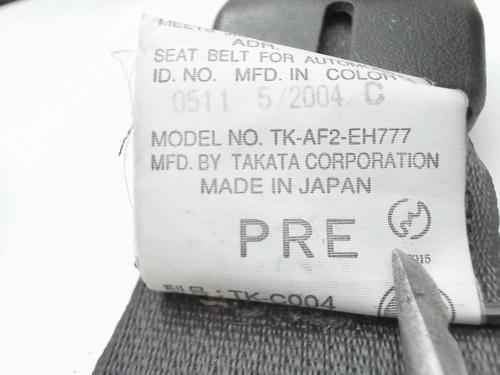 ADR.
SEAT BELT FOR
ID. NO. MFD. IN COLOR
0511 5/2004 C
MODEL NO. TK-AF2-EH777
MFD. BY TAKATA CORPORATION
MADE IN JAPAN
PRE
TK-C004